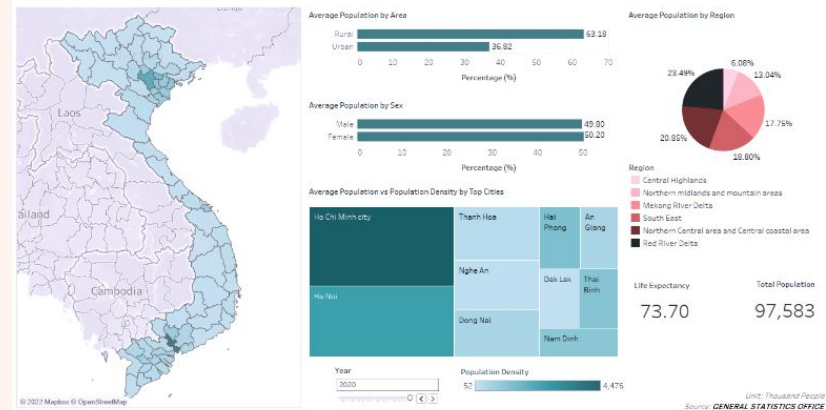 Laos
ailand
Cambodia
© 2022 Mapbox © OpenStreetMap
Average Population by Area
Rural
63.18
Urban
36.82
0 10 20 30 40 50 60 70
Percentage (%)
Average Population by Sex
Male
49.80
Female
50.20
0 10 20 30 40 50
Percentage (%)
Average Population vs Population Density by Top Cities
Ho Chi Minh city
Ha Noi
Thanh Hoa
Nghe An
Dong Nai
Hai
Phong
An
Giang
Dak Lak
Thai
Binh
Nam Dinh
Year
2020
Population Density
52
4,476
Average Population by Region
6.08%
13.04%
17.75%
18.80%
20.85%
23.49%
Region
Central Highlands
Northern midlands and mountain areas
Mekong River Delta
South East
Northern Central area and Central coastal area
Red River Delta
Life Expectancy
73.70
Total Population
97,583
Unit: Thousand People
Source: GENERAL STATISTICS OFFICE